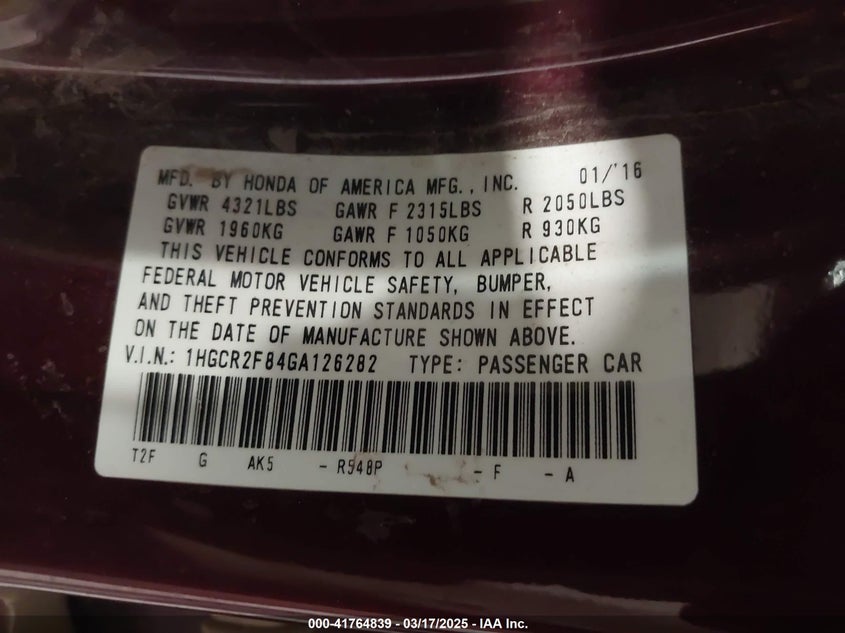 MFD. BY HONDA OF AMERICA MFG., INC. 01/'16
GVWR 4321LBS GAWR F 2315LBS R 2050LBS
GVWR 1960KG GAWR F 1050KG R 930KG
THIS VEHICLE CONFORMS TO ALL APPLICABLE
FEDERAL MOTOR VEHICLE SAFETY, BUMPER,
AND THEFT PREVENTION STANDARDS IN EFFECT
ON THE DATE OF MANUFACTURE SHOWN ABOVE.
V.I.N.: 1HGCR2F84GA126282 TYPE: PASSENGER CAR
T2F G AK5 - R548P - F - A
000-41764839 — 03/17/2025 - IAA Inc.